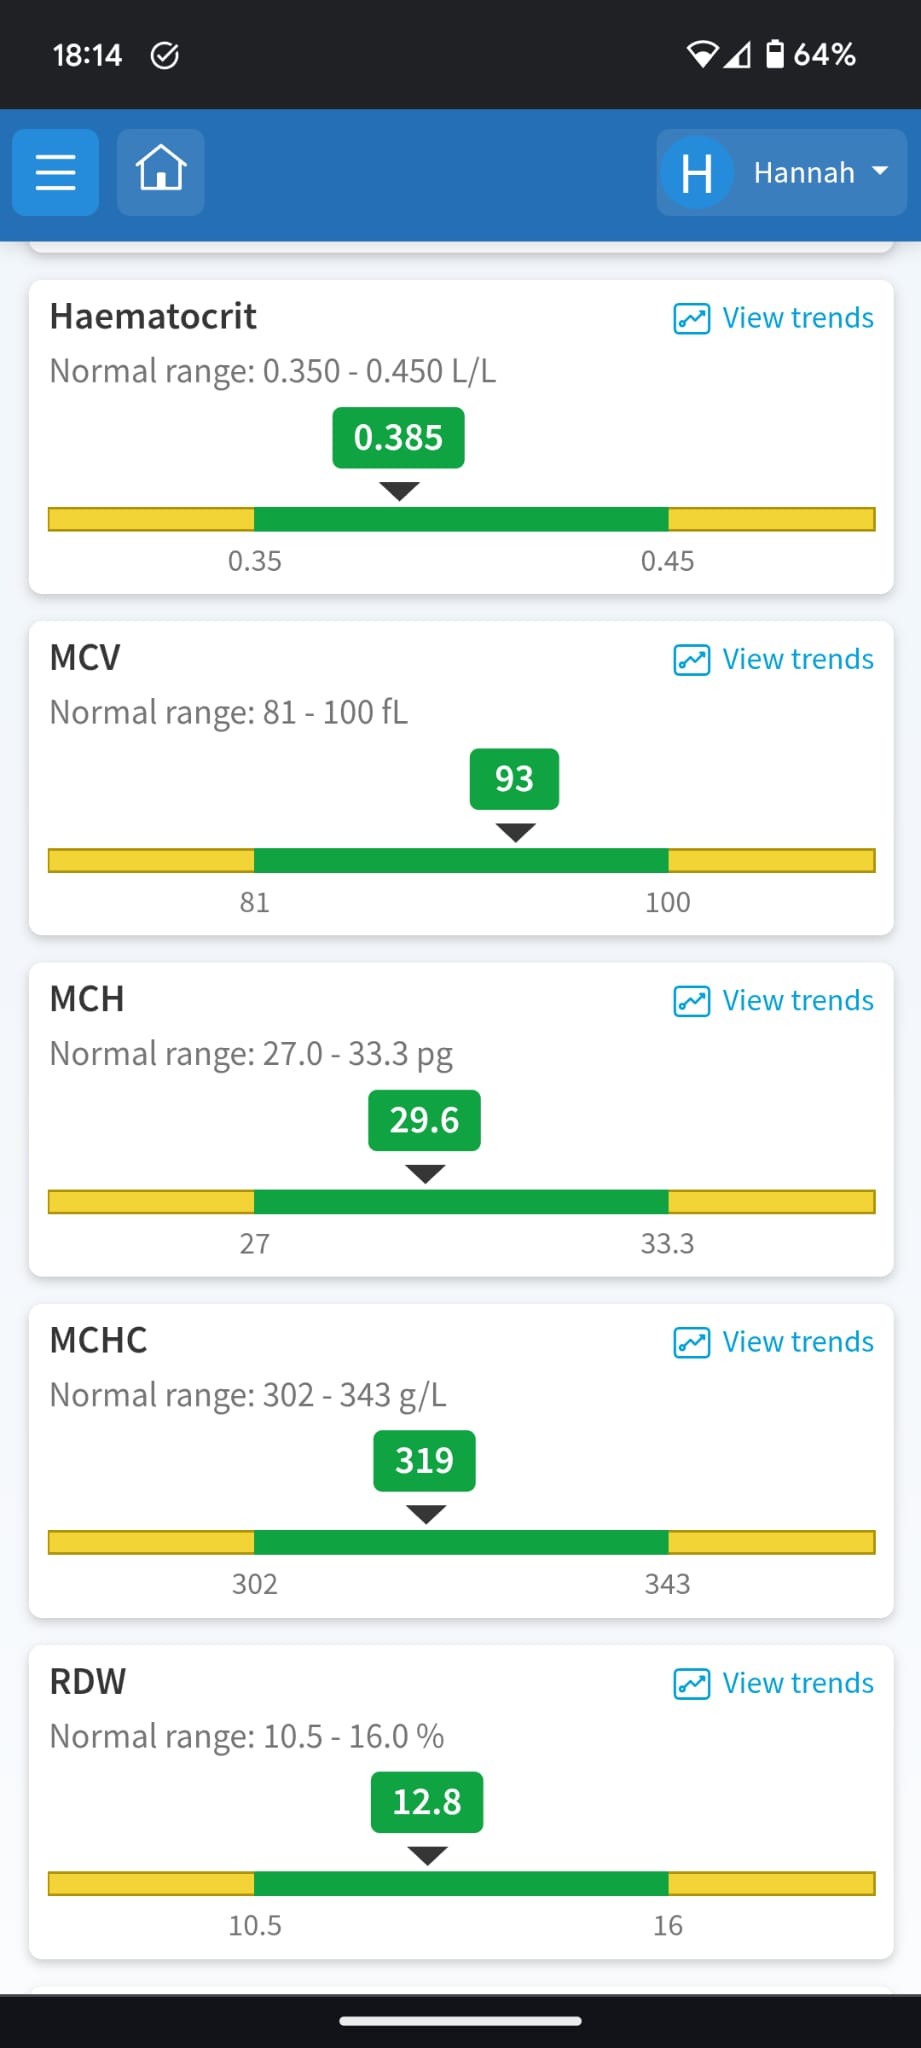 18:14
64%
H Hannah
Haematocrit View trends
Normal range: 0.350 - 0.450 L/L
0.385
0.35 0.45
MCV View trends
Normal range: 81 - 100 fL
93
81 100
MCH View trends
Normal range: 27.0 - 33.3 pg
29.6
27 33.3
MCHC View trends
Normal range: 302 - 343 g/L
319
302 343
RDW View trends
Normal range: 10.5 - 16.0 %
12.8
10.5 16